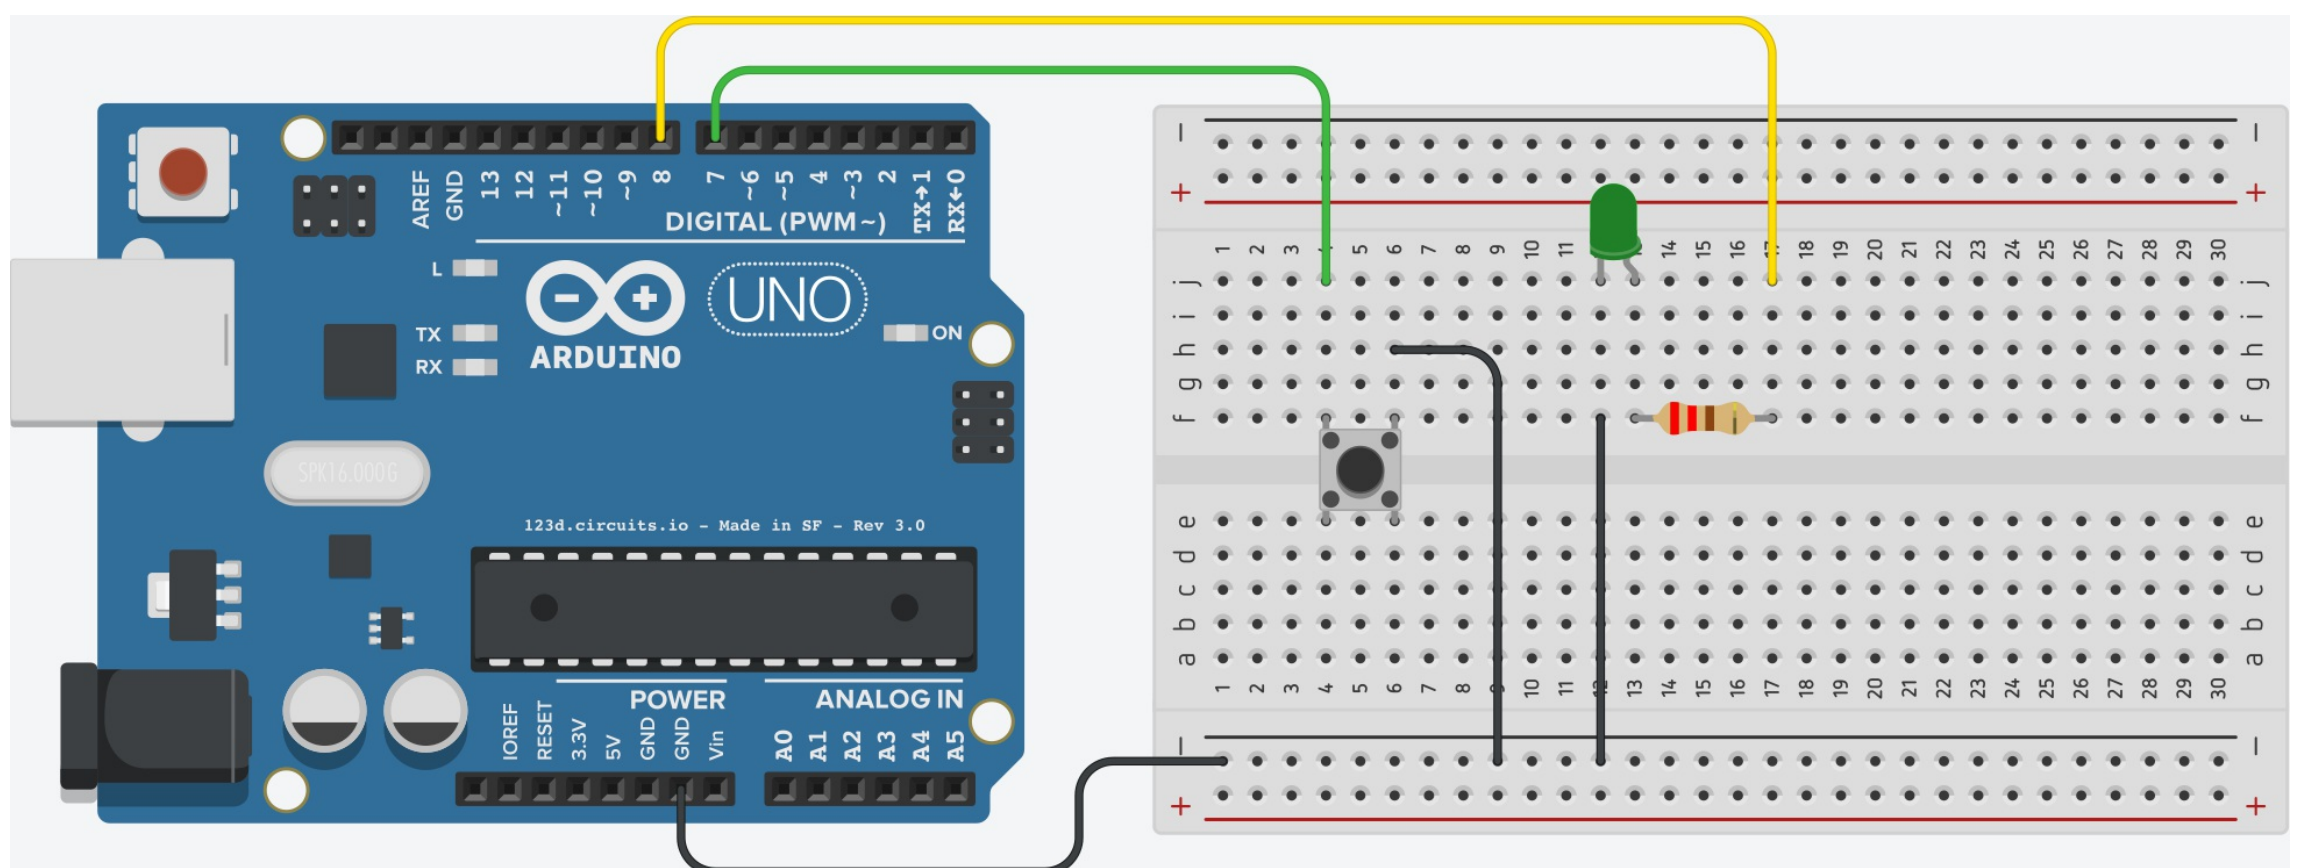 AREF GND 13 12 ~11 ~10 ~9 8 7 ~6 ~5 4 ~3 2 TX→1 RX←0
DIGITAL (PWM ~)
L
TX
RX
UNO
ON
ARDUINO
SPK16.000G
123d.circuits.io – Made in SF – Rev 3.0
POWER
ANALOG IN
IOREF RESET 3.3V 5V GND GND Vin A0 A1 A2 A3 A4 A5
− −
+ +
1 2 3 4 5 6 7 8 9 10 11 14 15 16 17 18 19 20 21 22 23 24 25 26 27 28 29 30
j j
i i
h h
g g
f f
e e
d d
c c
b b
a a
1 2 3 4 5 6 7 8 9 10 11 12 13 14 15 16 17 18 19 20 21 22 23 24 25 26 27 28 29 30
− −
+ +